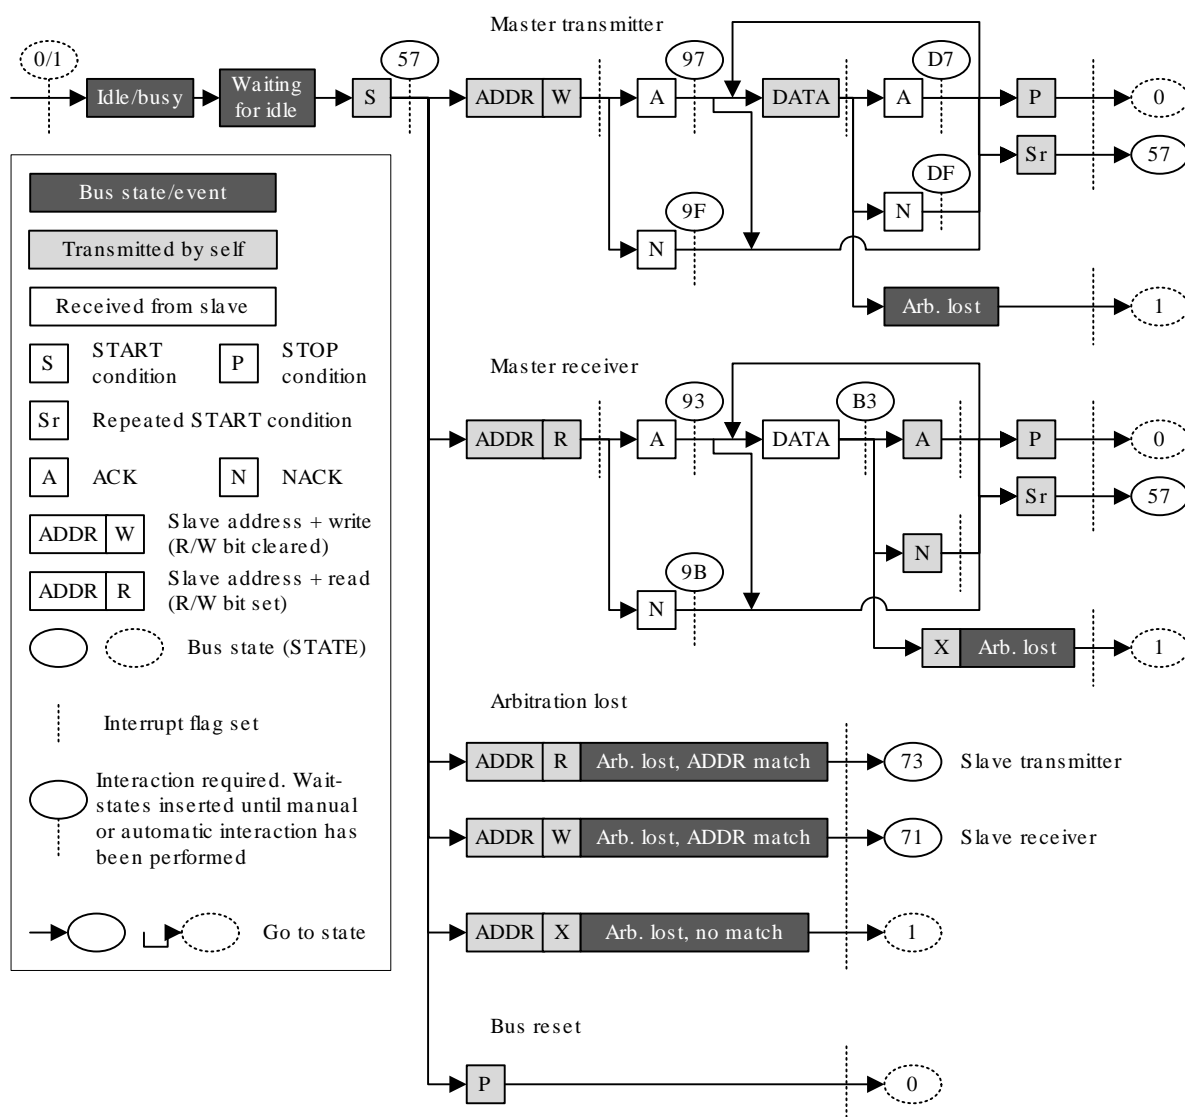 Master transmitter
0/1
57
97
D7
Idle/busy
Waiting
for idle
S
ADDR
W
A
DATA
A
P
0
Sr
57
DF
N
9F
N
Arb. lost
1
Bus state/event
Transmitted by self
Received from slave
S
START
condition
P
STOP
condition
Sr
Repeated START condition
A
ACK
N
NACK
ADDR
W
Slave address + write
(R/W bit cleared)
ADDR
R
Slave address + read
(R/W bit set)
Bus state (STATE)
Interrupt flag set
Interaction required. Wait-
states inserted until manual
or automatic interaction has
been performed
Go to state
Master receiver
93
B3
ADDR
R
A
DATA
A
P
0
Sr
57
N
9B
N
X
Arb. lost
1
Arbitration lost
ADDR
R
Arb. lost, ADDR match
73
Slave transmitter
ADDR
W
Arb. lost, ADDR match
71
Slave receiver
ADDR
X
Arb. lost, no match
1
Bus reset
P
0